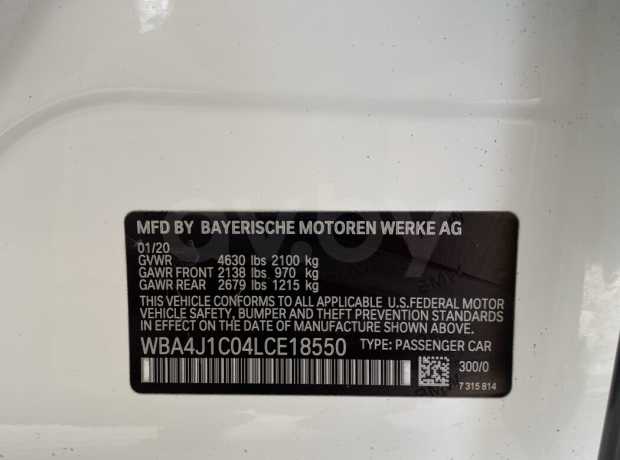 MFD BY BAYERISCHE MOTOREN WERKE AG
01/20
GVWR 4630 lbs 2100 kg
GAWR FRONT 2138 lbs 970 kg
GAWR REAR 2679 lbs 1215 kg
THIS VEHICLE CONFORMS TO ALL APPLICABLE U.S.FEDERAL MOTOR
VEHICLE SAFETY, BUMPER, AND THEFT PREVENTION STANDARDS
IN EFFECT ON THE DATE OF MANUFACTURE SHOWN ABOVE.
WBA4J1C04LCE18550 TYPE: PASSENGER CAR
300/0
7 315 814
av.by